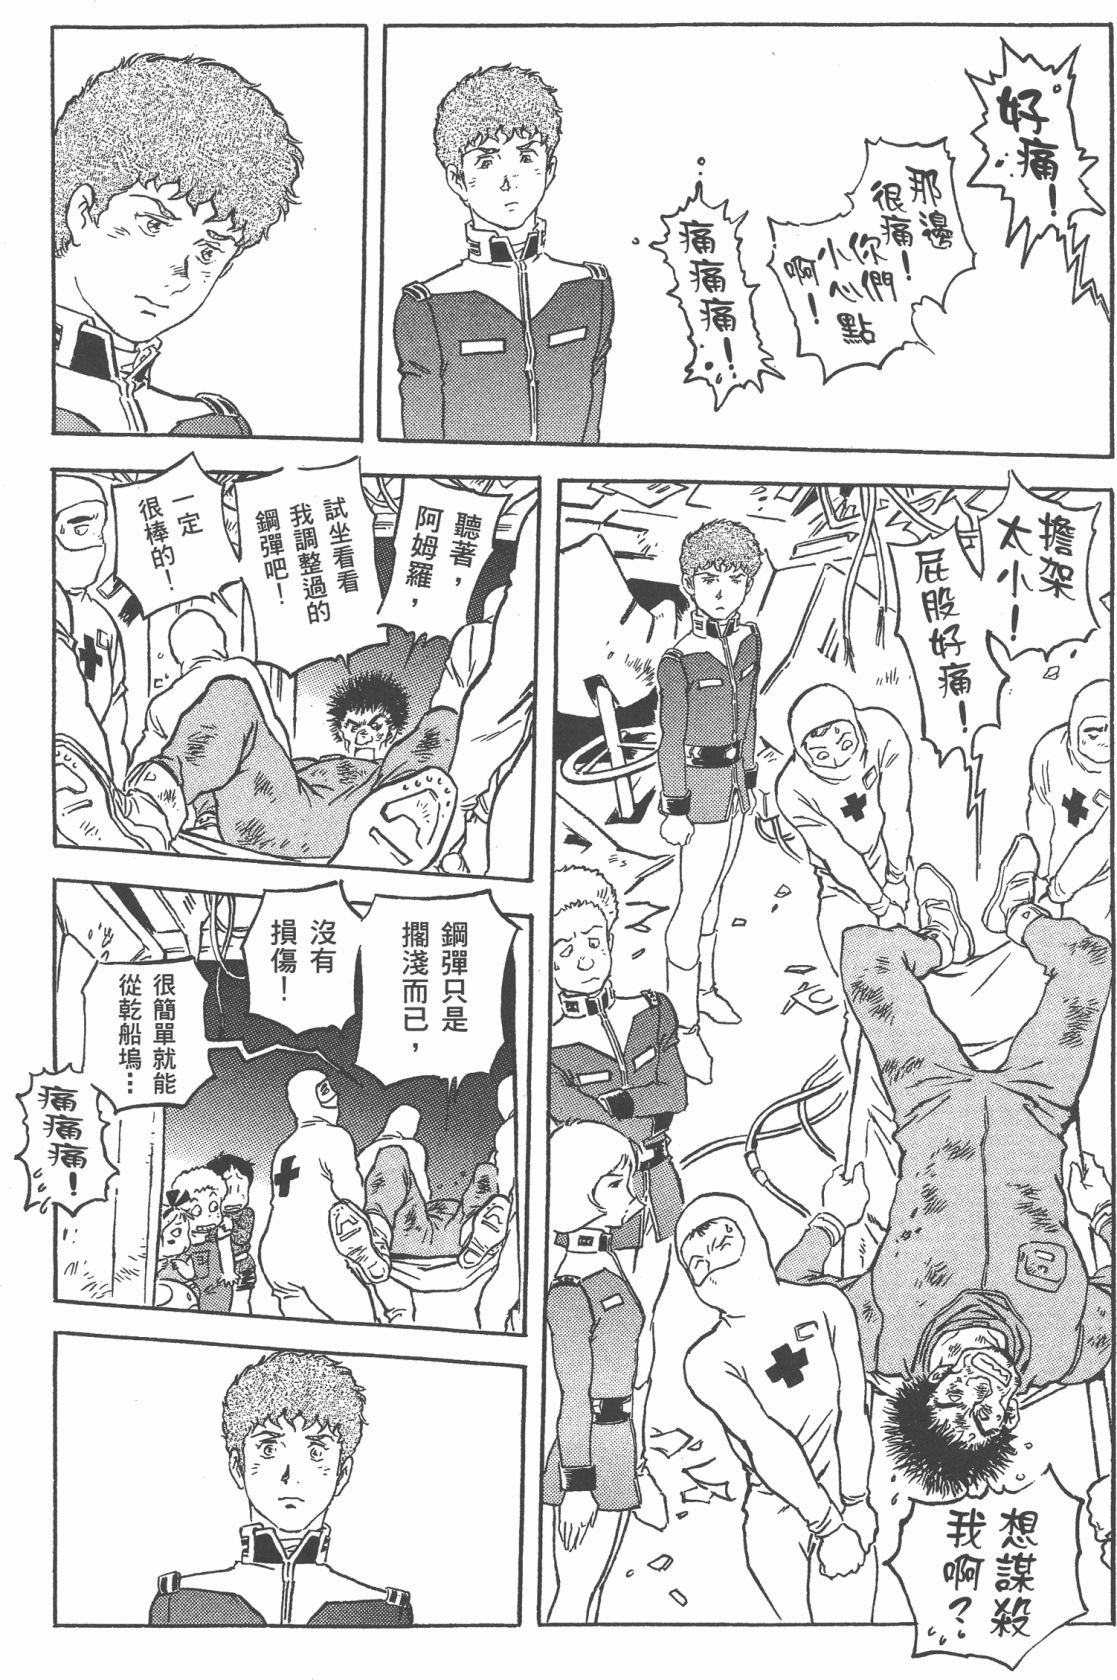 好痛！
那邊
很痛！
你們
小心點
啊！
痛痛痛！
擔架
太小！
屁股好痛！
想謀殺
我啊？
聽著，
阿姆羅，
試坐看看
我調整過的
鋼彈吧！
一定
很棒的！
鋼彈只是
擱淺而已，
沒有
損傷！
很簡單就能
從乾船塢…
痛痛痛！